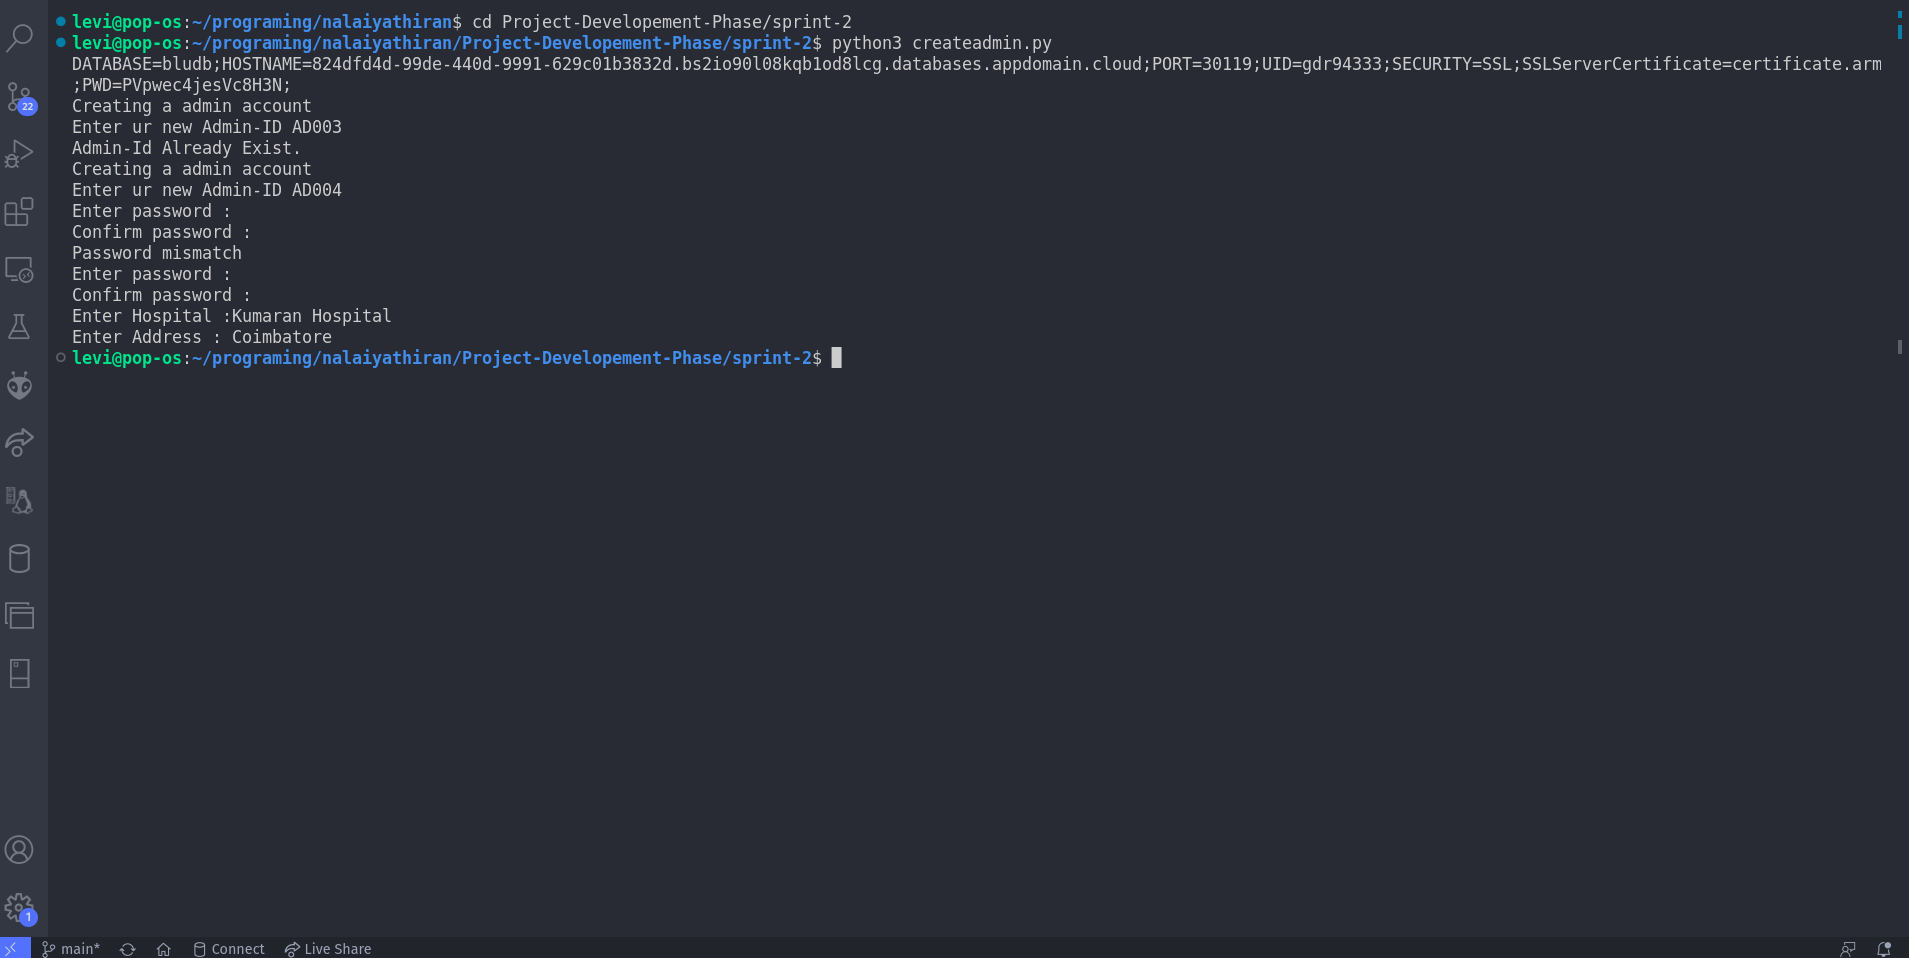 levi@pop-os:~/programing/nalaiyathiran$ cd Project-Developement-Phase/sprint-2
levi@pop-os:~/programing/nalaiyathiran/Project-Developement-Phase/sprint-2$ python3 createadmin.py
DATABASE=bludb;HOSTNAME=824dfd4d-99de-440d-9991-629c01b3832d.bs2io90l08kqb1od8lcg.databases.appdomain.cloud;PORT=30119;UID=gdr94333;SECURITY=SSL;SSLServerCertificate=certificate.arm
;PWD=PVpwec4jesVc8H3N;
Creating a admin account
Enter ur new Admin-ID AD003
Admin-Id Already Exist.
Creating a admin account
Enter ur new Admin-ID AD004
Enter password :
Confirm password :
Password mismatch
Enter password :
Confirm password :
Enter Hospital :Kumaran Hospital
Enter Address : Coimbatore
levi@pop-os:~/programing/nalaiyathiran/Project-Developement-Phase/sprint-2$
22
1
main* Connect Live Share